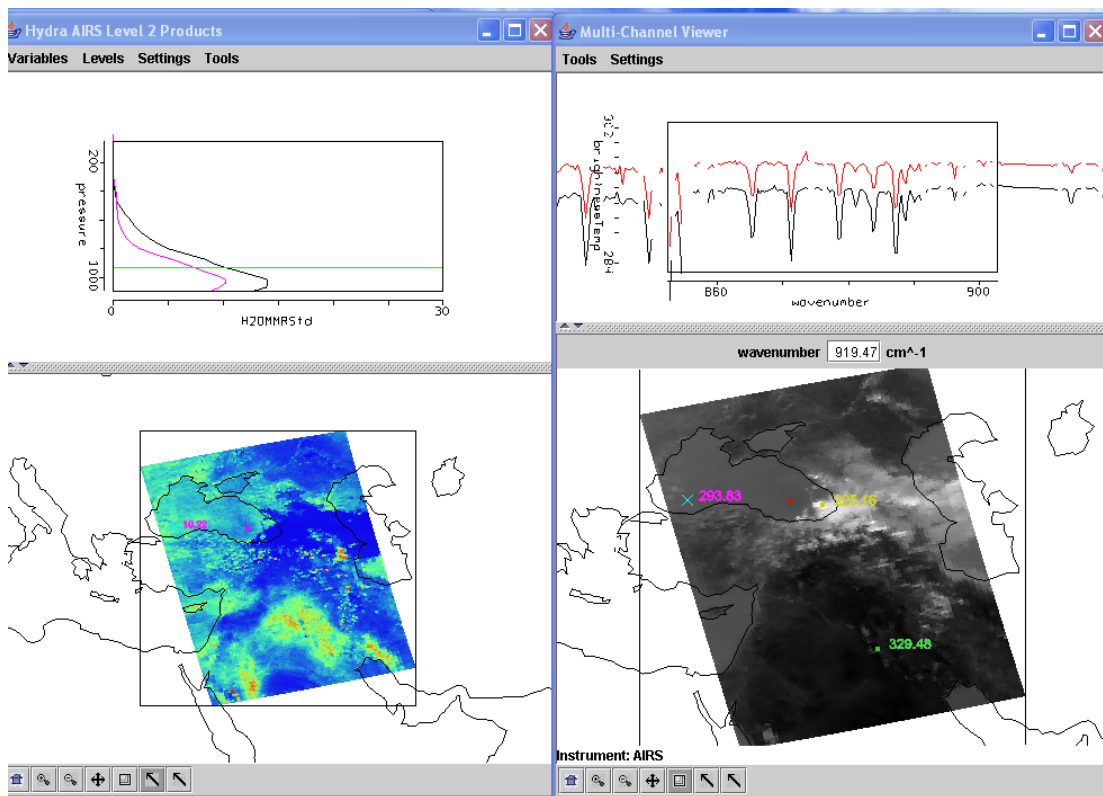 Hydra AIRS Level 2 Products
Variables Levels Settings Tools
200
pressure
1000
0
30
H2OMMRStd
10.22
Multi-Channel Viewer
Tools Settings
brightnessTemp
284
860
900
wavenumber
wavenumber 919.47 cm^-1
293.83
225.16
329.48
Instrument: AIRS